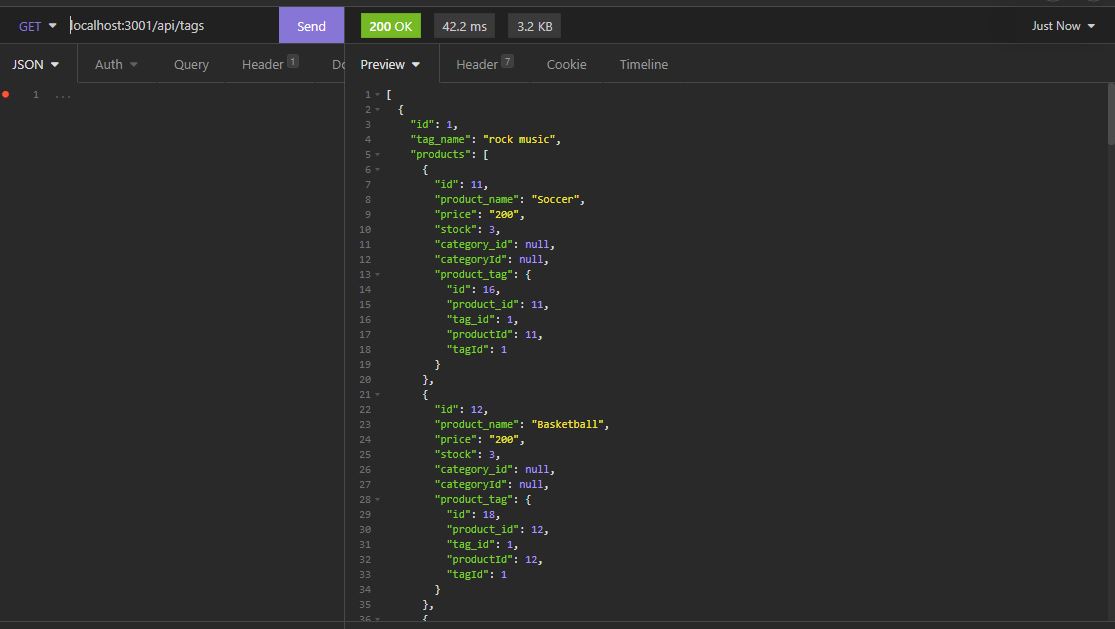 GET localhost:3001/api/tags Send 200 OK 42.2 ms 3.2 KB Just Now
JSON Auth Query Header 1 Do Preview Header 7 Cookie Timeline
1 ...
1 [
2 {
3 "id": 1,
4 "tag_name": "rock music",
5 "products": [
6 {
7 "id": 11,
8 "product_name": "Soccer",
9 "price": "200",
10 "stock": 3,
11 "category_id": null,
12 "categoryId": null,
13 "product_tag": {
14 "id": 16,
15 "product_id": 11,
16 "tag_id": 1,
17 "productId": 11,
18 "tagId": 1
19 }
20 },
21 {
22 "id": 12,
23 "product_name": "Basketball",
24 "price": "200",
25 "stock": 3,
26 "category_id": null,
27 "categoryId": null,
28 "product_tag": {
29 "id": 18,
30 "product_id": 12,
31 "tag_id": 1,
32 "productId": 12,
33 "tagId": 1
34 }
35 },
36 {